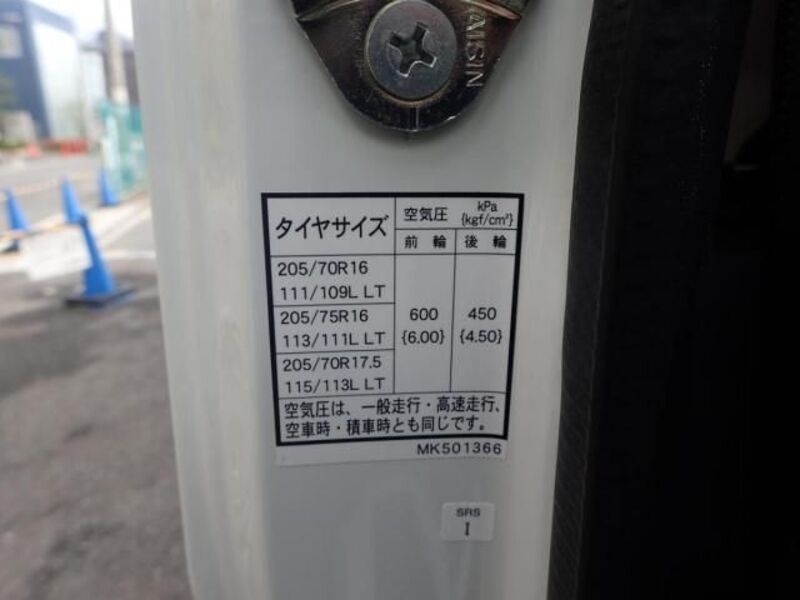 AISIN
タイヤサイズ
空気圧 kPa {kgf/cm²}
前輪 後輪
205/70R16
111/109L LT
205/75R16
113/111L LT
205/70R17.5
115/113L LT
600 {6.00}
450 {4.50}
空気圧は、一般走行・高速走行、
空車時・積車時とも同じです。
MK501366
SRS
I